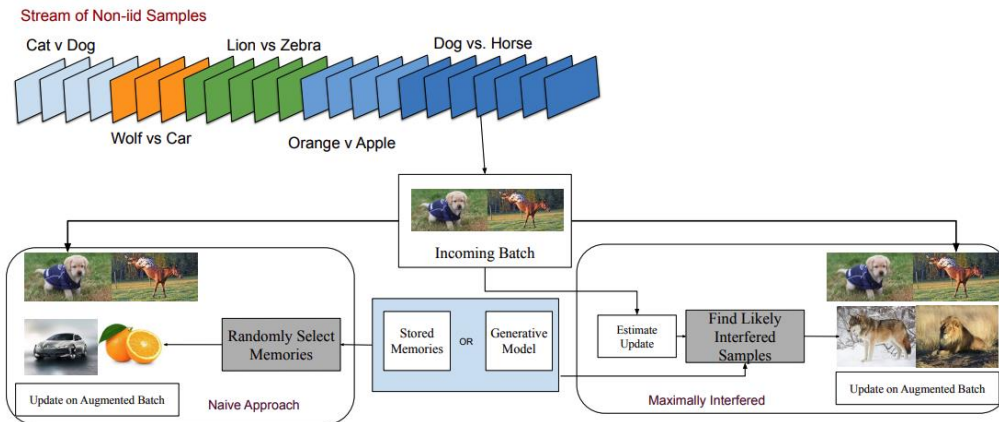 Stream of Non-iid Samples
Cat v Dog
Lion vs Zebra
Dog vs. Horse
Wolf vs Car
Orange v Apple
Incoming Batch
Randomly Select
Memories
Stored
Memories
OR
Generative
Model
Estimate
Update
Find Likely
Interfered
Samples
Update on Augmented Batch
Naive Approach
Maximally Interfered
Update on Augmented Batch